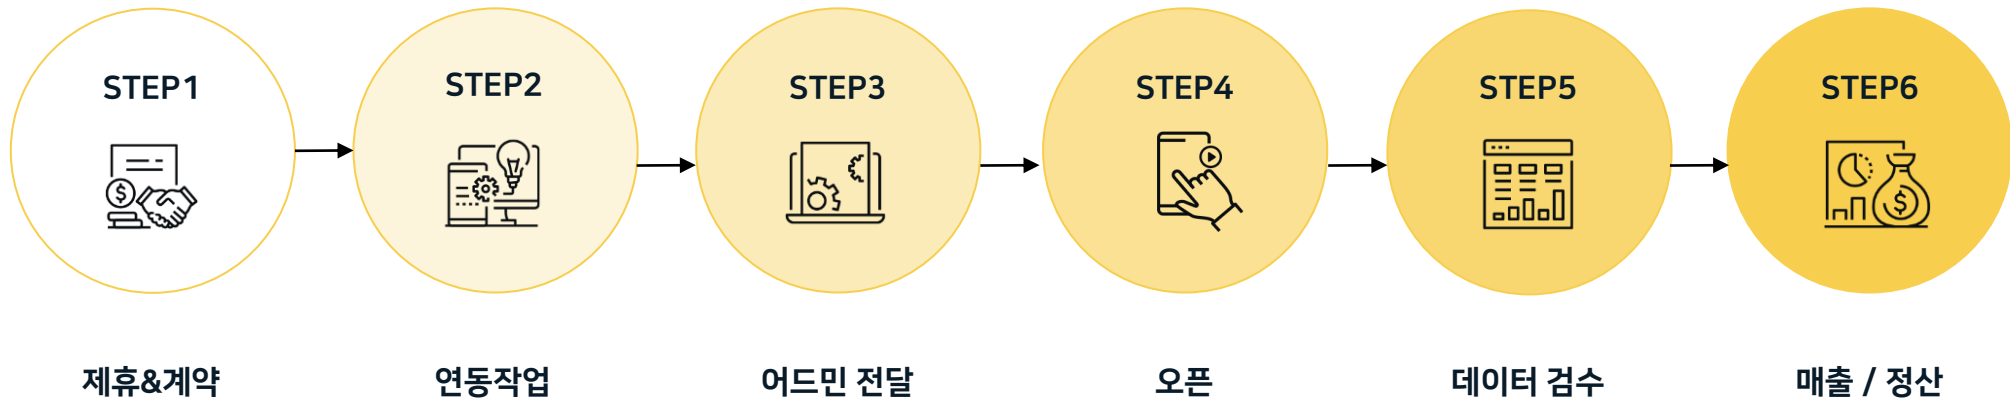 STEP1
STEP2
STEP3
STEP4
STEP5
STEP6
제휴&계약
연동작업
어드민 전달
오픈
데이터 검수
매출 / 정산